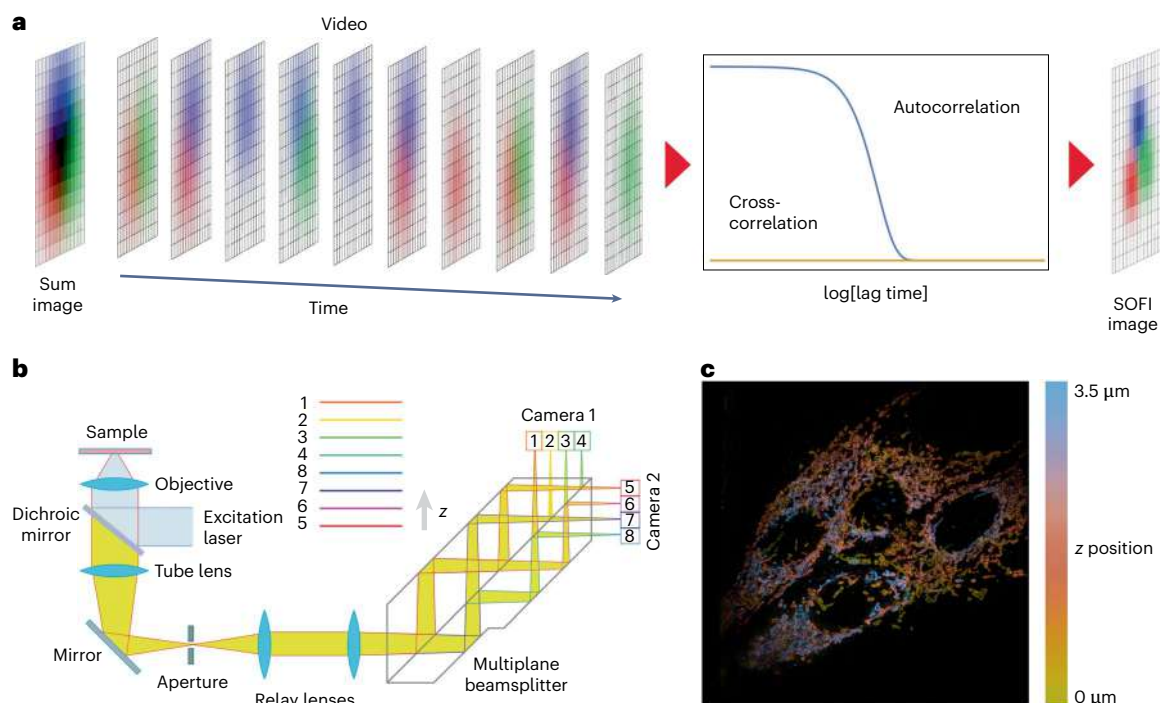 a
Video
Sum
image
Time
Autocorrelation
Cross-
correlation
log[lag time]
SOFI
image
b
Sample
Objective
Dichroic
mirror
Excitation
laser
Tube lens
Mirror
Aperture
Relay lenses
1
2
3
4
8
7
6
5
z
Camera 1
1 2 3 4
5
6
7
8
Camera 2
Multiplane
beamsplitter
c
3.5 μm
z position
0 μm